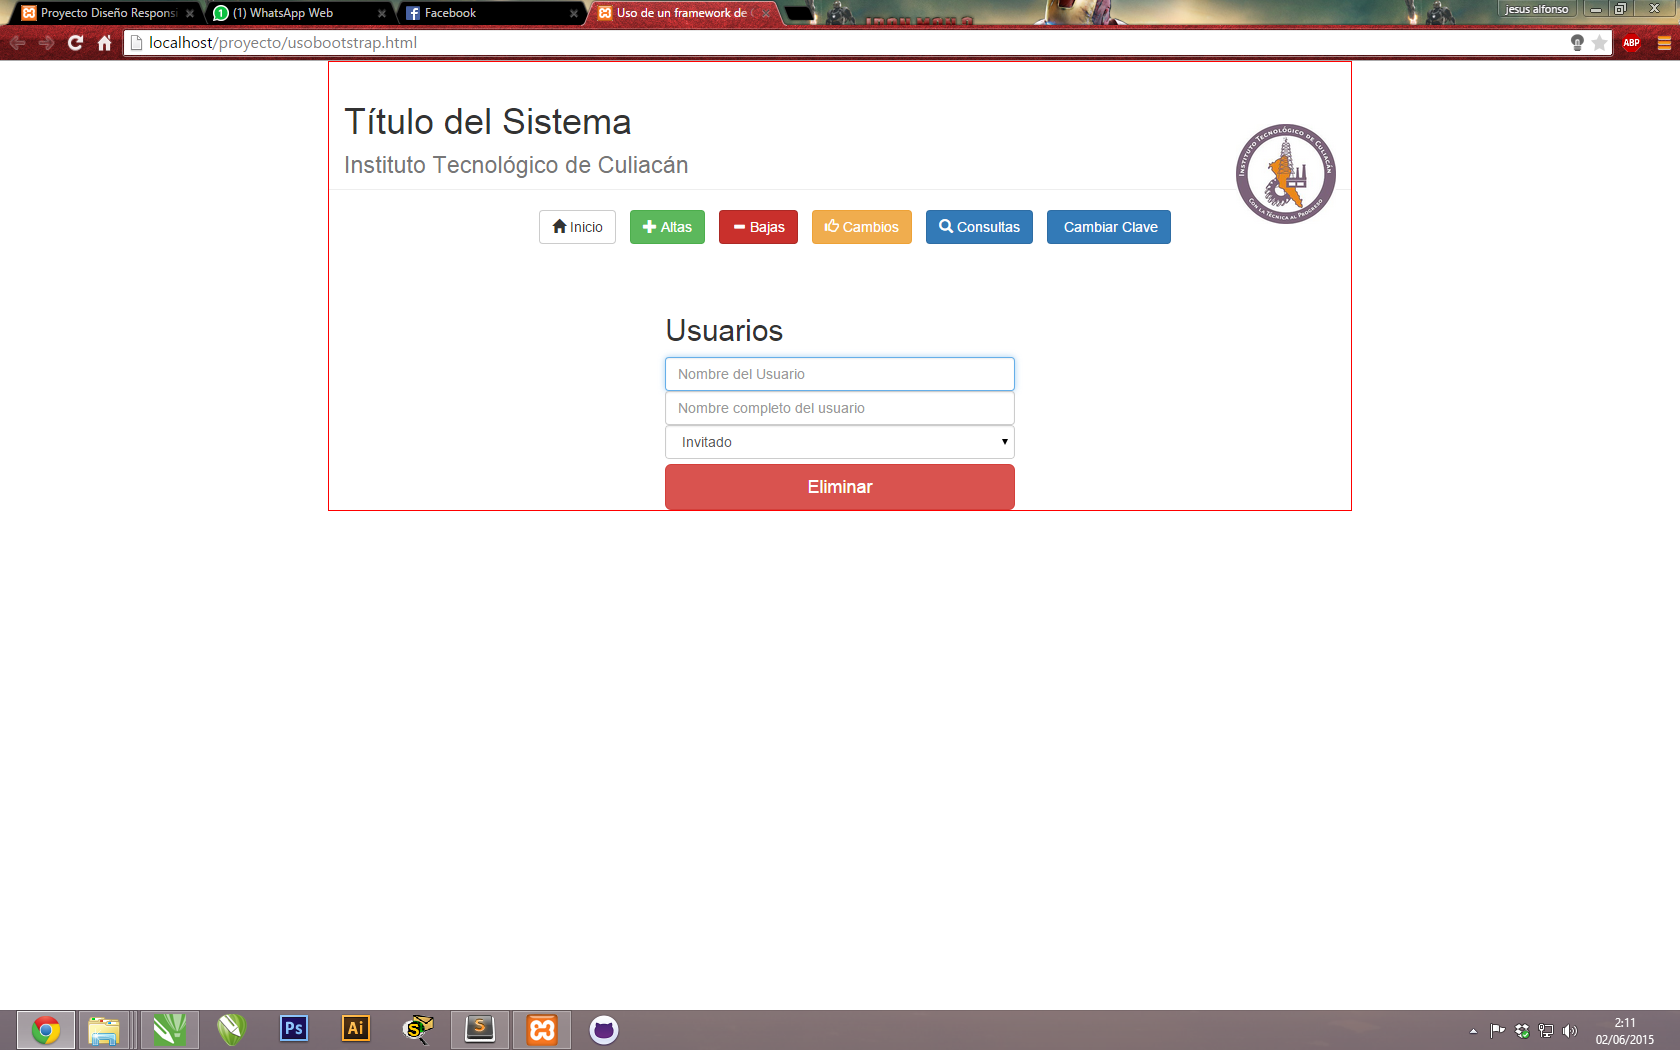 Proyecto Diseño Responsi
(1) WhatsApp Web
Facebook
Uso de un framework de
IRON MAN 3
jesus alfonso
localhost/proyecto/usobootstrap.html
ABP
Título del Sistema
Instituto Tecnológico de Culiacán
INSTITUTO TECNOLÓGICO DE CULIACÁN
CON LA TÉCNICA AL PROGRESO
Inicio
Altas
Bajas
Cambios
Consultas
Cambiar Clave
Usuarios
Nombre del Usuario
Nombre completo del usuario
Invitado
Eliminar
Ps
Ai
S
S
2:11
02/06/2015